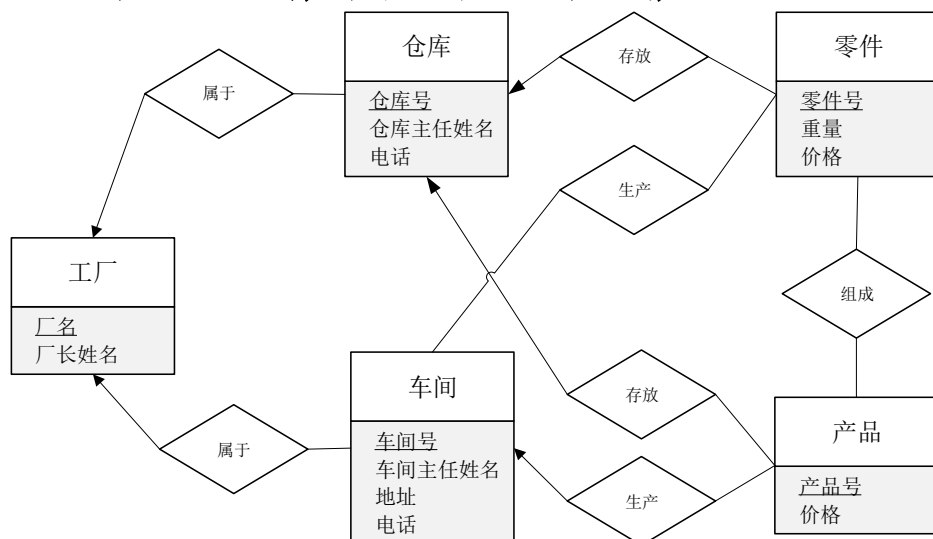 仓库
仓库号
仓库主任姓名
电话
存放
零件
零件号
重量
价格
属于
生产
工厂
厂名
厂长姓名
组成
车间
车间号
车间主任姓名
地址
电话
属于
存放
生产
产品
产品号
价格